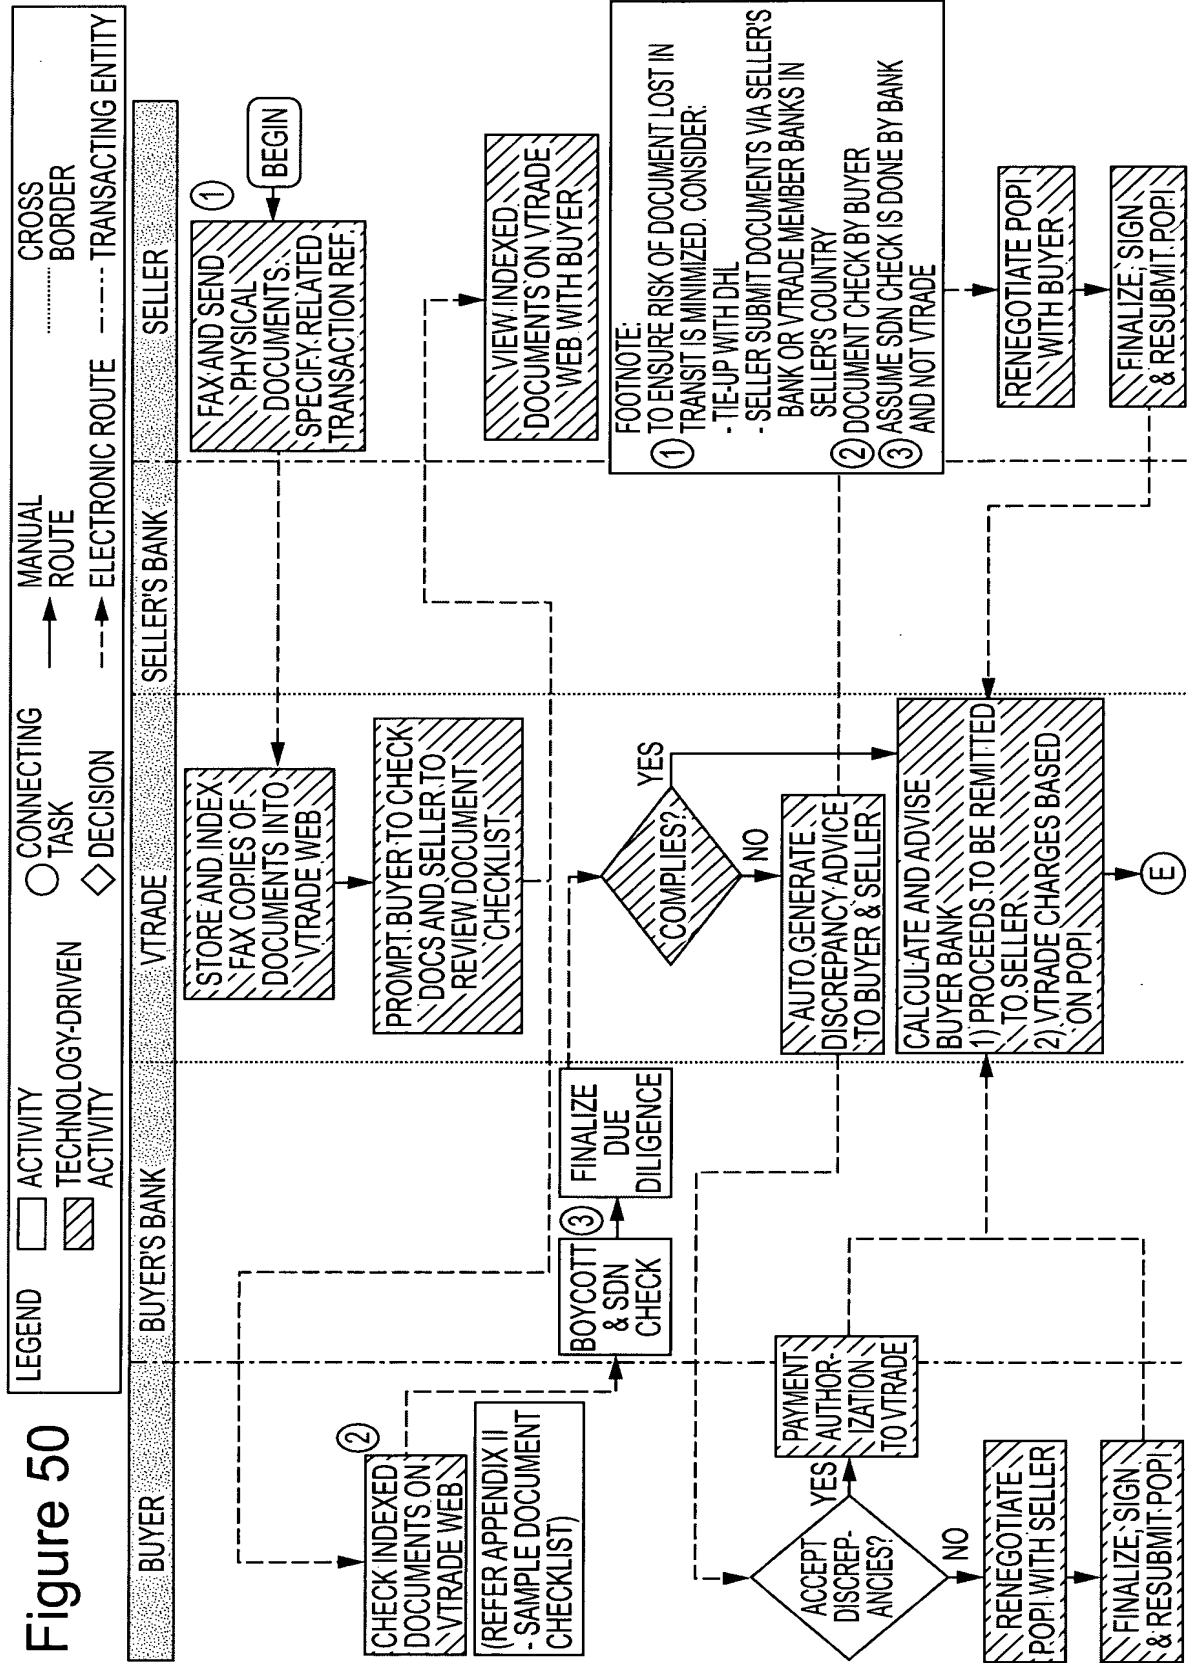 Figure 50
LEGEND
ACTIVITY
TECHNOLOGY-DRIVEN
ACTIVITY
CONNECTING
TASK
DECISION
MANUAL
ROUTE
ELECTRONIC ROUTE
CROSS
BORDER
TRANSACTING ENTITY
BUYER
BUYER'S BANK
VTRADE
SELLER'S BANK
SELLER
BEGIN
1
FAX AND SEND
PHYSICAL
DOCUMENTS.
SPECIFY RELATED
TRANSACTION REF.
STORE AND INDEX
FAX COPIES OF
DOCUMENTS INTO
VTRADE WEB
PROMPT BUYER TO CHECK
DOCS AND SELLER TO
REVIEW DOCUMENT
CHECKLIST
VIEW INDEXED
DOCUMENTS ON VTRADE
WEB WITH BUYER
2
CHECK INDEXED
DOCUMENTS ON
VTRADE WEB
(REFER APPENDIX II
- SAMPLE DOCUMENT
CHECKLIST)
BOYCOTT
& SDN
CHECK
3
FINALIZE
DUE
DILIGENCE
COMPLIES?
YES
NO
AUTO GENERATE
DISCREPANCY ADVICE
TO BUYER & SELLER
FOOTNOTE:
1 TO ENSURE RISK OF DOCUMENT LOST IN
TRANSIT IS MINIMIZED. CONSIDER:
- TIE-UP WITH DHL
- SELLER SUBMIT DOCUMENTS VIA SELLER'S
BANK OR VTRADE MEMBER BANKS IN
SELLER'S COUNTRY
2 DOCUMENT CHECK BY BUYER
3 ASSUME SDN CHECK IS DONE BY BANK
AND NOT VTRADE
ACCEPT
DISCREP-
ANCIES?
YES
NO
PAYMENT
AUTHOR-
IZATION
TO VTRADE
RENEGOTIATE
POPI WITH SELLER
FINALIZE, SIGN
& RESUBMIT POPI
CALCULATE AND ADVISE
BUYER BANK
1) PROCEEDS TO BE REMITTED
TO SELLER
2) VTRADE CHARGES BASED
ON POPI
E
RENEGOTIATE POPI
WITH BUYER
FINALIZE, SIGN
& RESUBMIT POPI